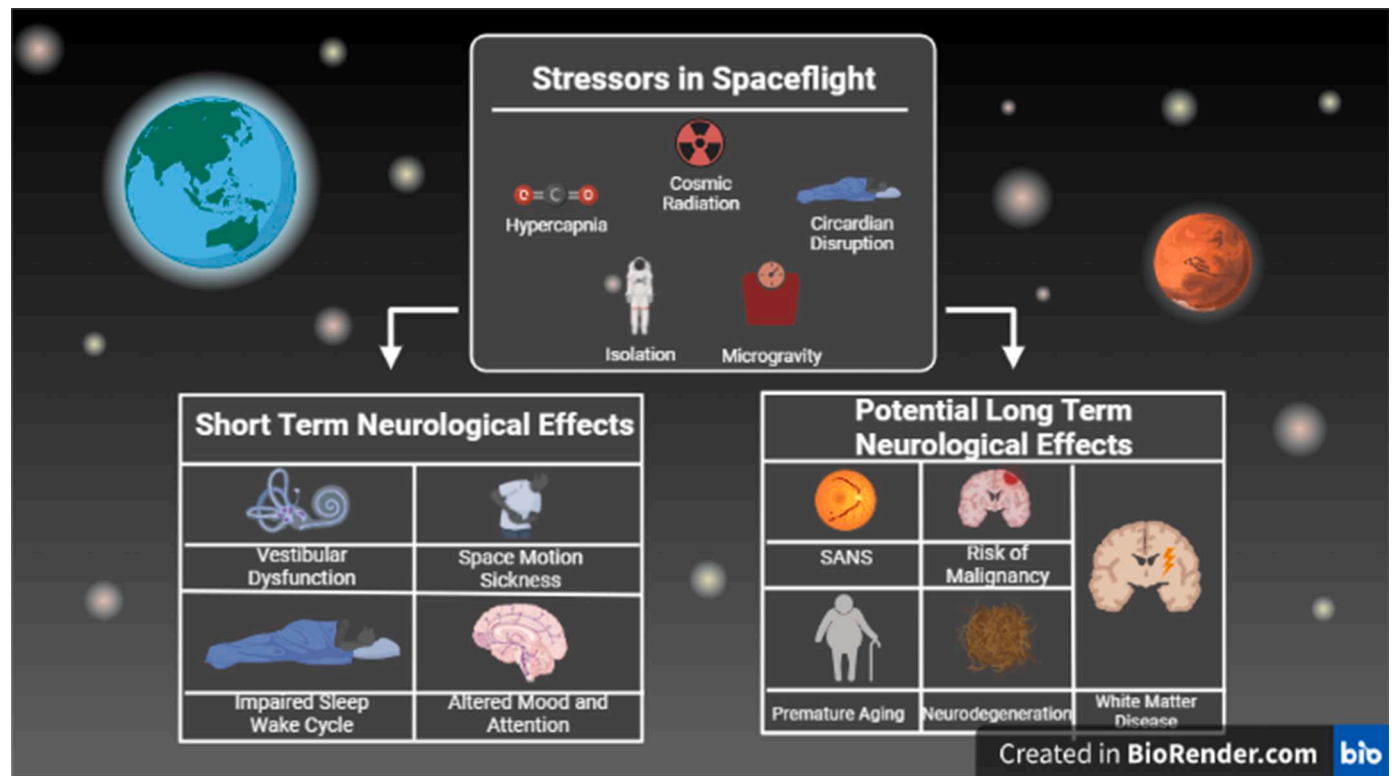 Stressors in Spaceflight
Cosmic
Radiation
O=C=O
Hypercapnia
Circardian
Disruption
Isolation
Microgravity
Short Term Neurological Effects
Vestibular
Dysfunction
Space Motion
Sickness
Impaired Sleep
Wake Cycle
Altered Mood and
Attention
Potential Long Term
Neurological Effects
SANS
Risk of
Malignancy
Premature Aging
Neurodegeneration
White Matter
Disease
Created in BioRender.com
bio